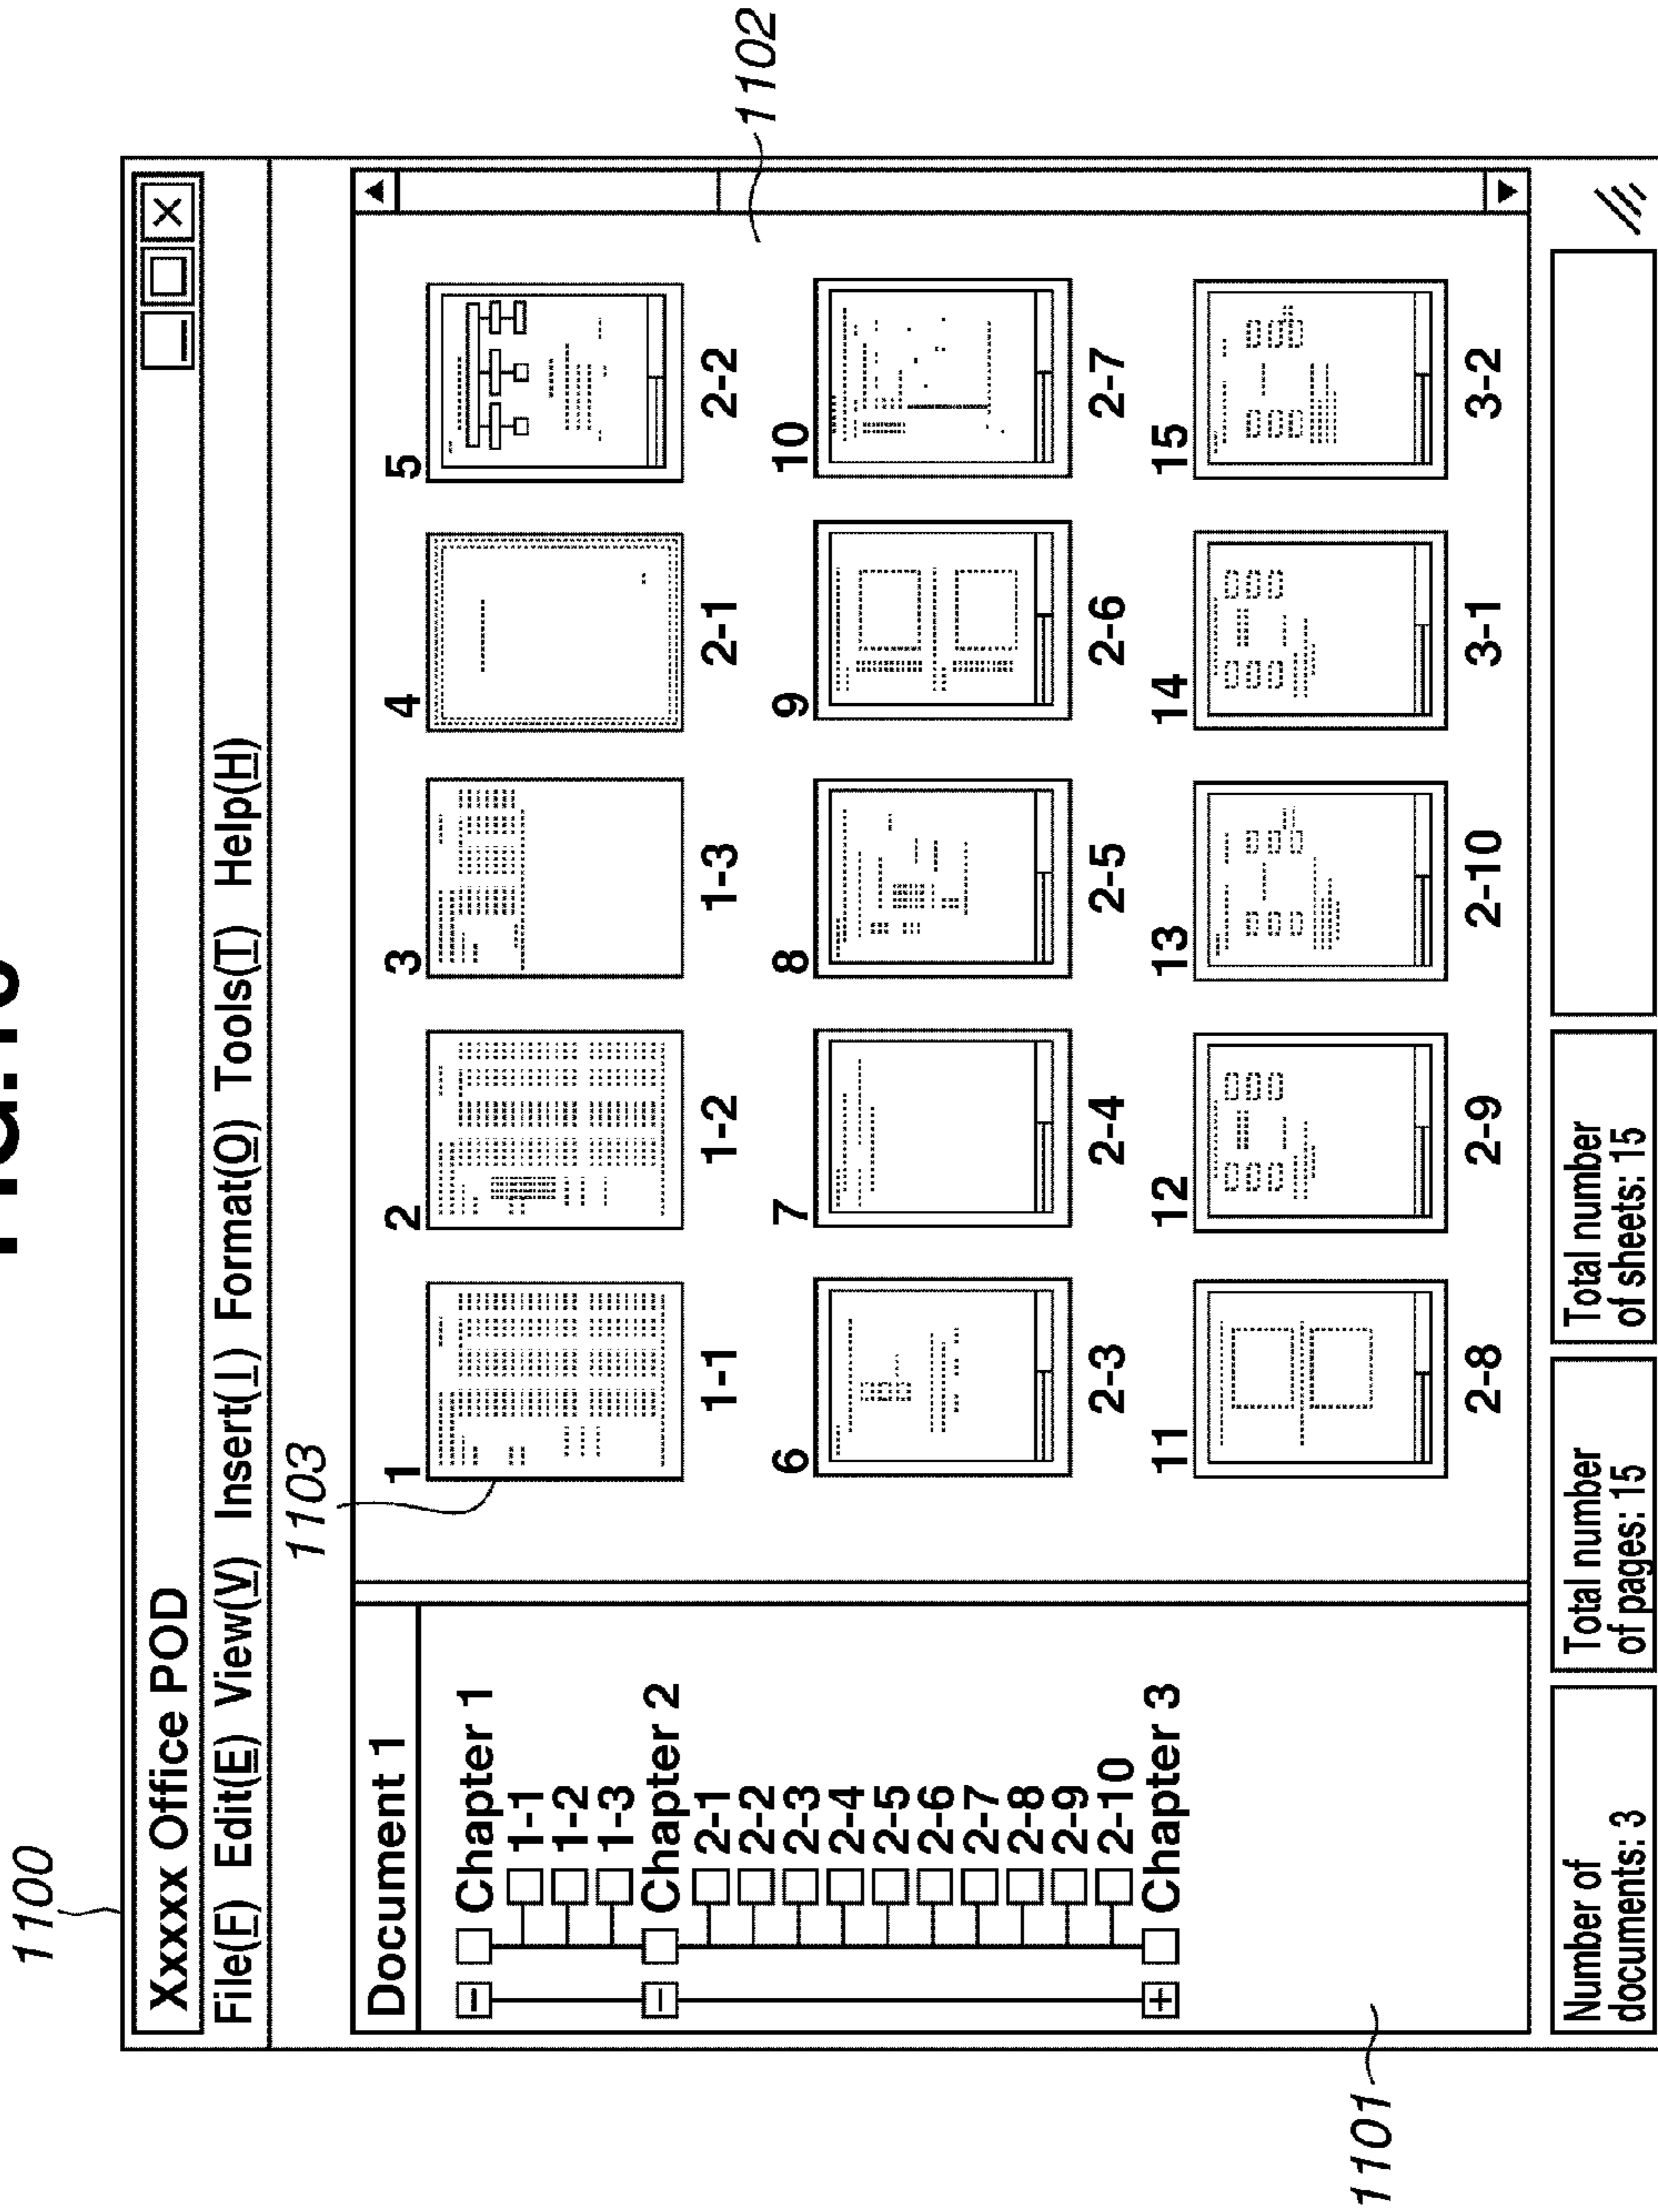 1100
Xxxxx Office POD
File(F) Edit(E) View(V) Insert(I) Format(O) Tools(T) Help(H)
1103
1102
Document 1
Chapter 1
1-1
1-2
1-3
Chapter 2
2-1
2-2
2-3
2-4
2-5
2-6
2-7
2-8
2-9
2-10
Chapter 3
1 2 3 4 5
1-1 1-2 1-3 2-1 2-2
6 7 8 9 10
2-3 2-4 2-5 2-6 2-7
11 12 13 14 15
2-8 2-9 2-10 3-1 3-2
1101
Number of
documents: 3
Total number
of pages: 15
Total number
of sheets: 15